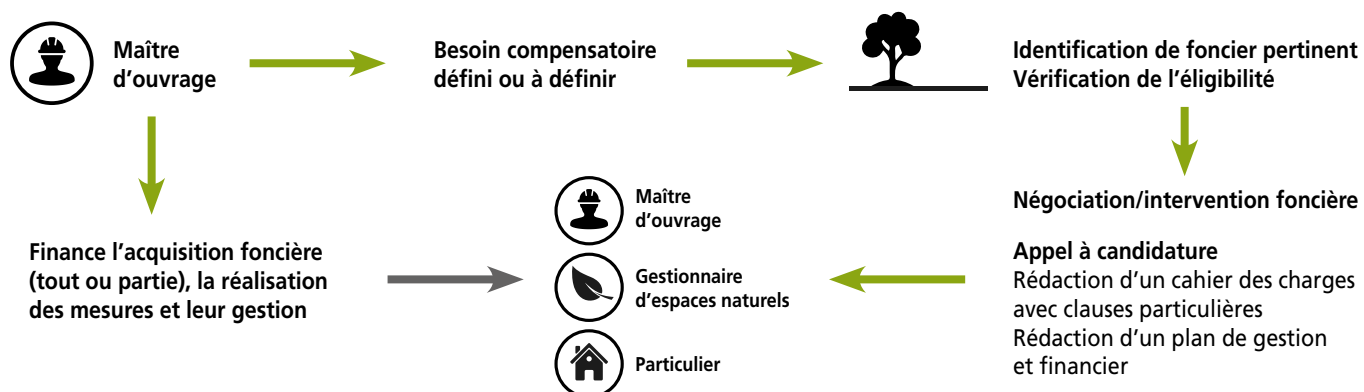 Maître
d’ouvrage
Besoin compensatoire
défini ou à définir
Identification de foncier pertinent
Vérification de l’éligibilité
Négociation/intervention foncière
Appel à candidature
Rédaction d’un cahier des charges
avec clauses particulières
Rédaction d’un plan de gestion
et financier
Maître
d’ouvrage
Gestionnaire
d’espaces naturels
Particulier
Finance l’acquisition foncière
(tout ou partie), la réalisation
des mesures et leur gestion